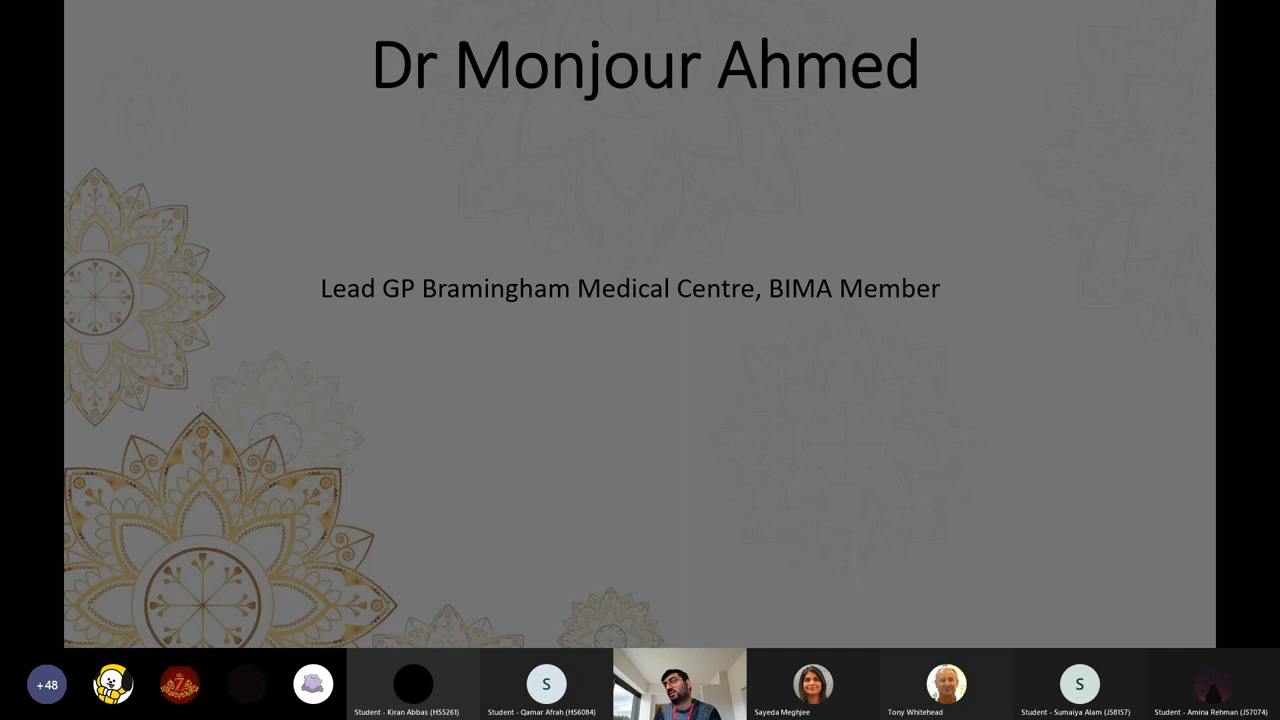 Dr Monjour Ahmed
Lead GP Bramingham Medical Centre, BIMA Member
+48
Z
Student - Kiran Abbas (H55261)
S
Student - Qamar Afrah (H56084)
Sayeda Meghjee
Tony Whitehead
S
Student - Sumaiya Alam (J58157)
Student - Amina Rehman (J57074)